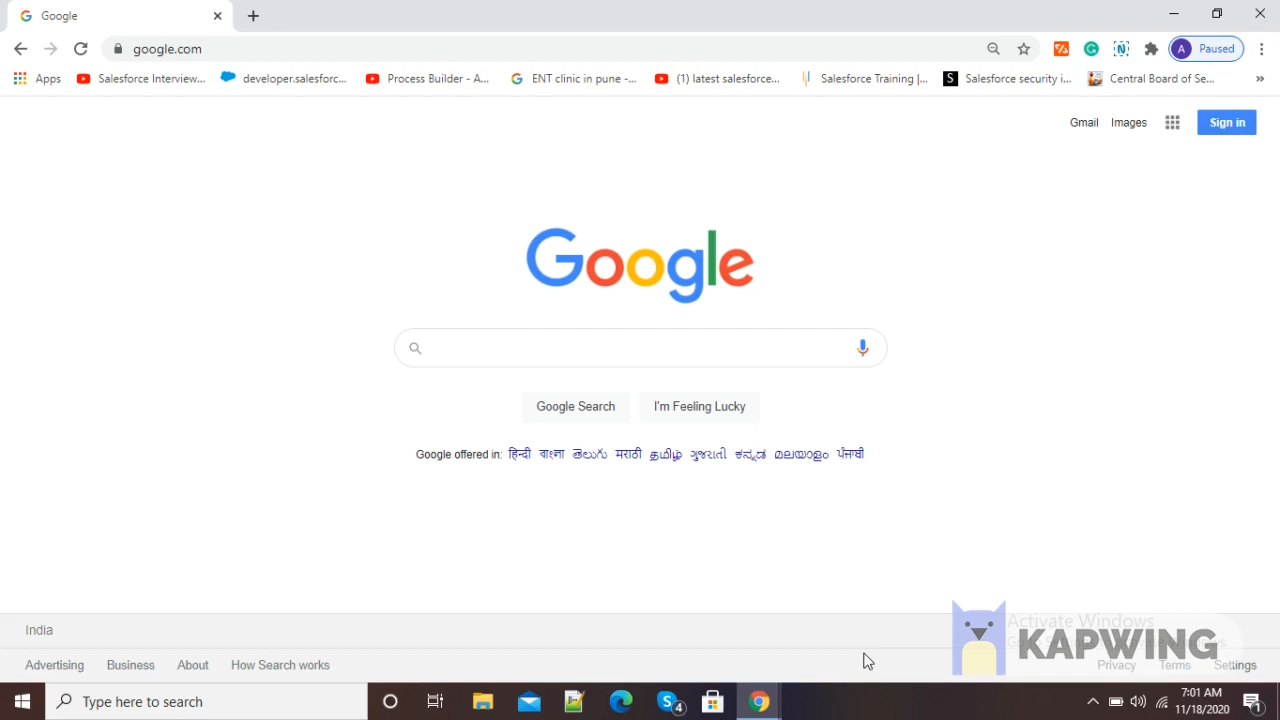 Google
google.com
A Paused
Apps Salesforce Interview... developer.salesforc... Process Builder - A... ENT clinic in pune -... (1) latest salesforce... Salesforce Training |... S Salesforce security i... Central Board of Se... »
Gmail Images Sign in
Google
Google Search I'm Feeling Lucky
Google offered in: हिन्दी বাংলা తెలుగు मराठी தமிழ் ગુજરાતી ಕನ್ನಡ മലയാളം ਪੰਜਾਬੀ
India
Activate Windows
KAPWING
Advertising Business About How Search works Privacy Terms Settings
Type here to search
S 4
7:01 AM
11/18/2020
1